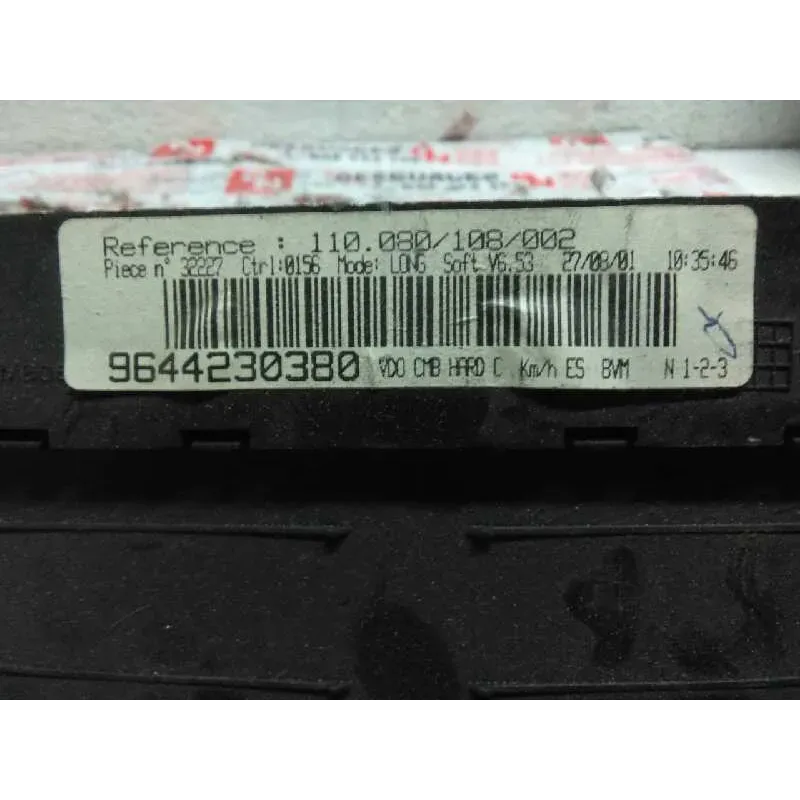 Reference : 110.080/108/002
Piece n° 32227 Ctrl:0156 Mode: LONG Soft V6.53 27/08/01 10:35:46
9644230380 VDO CMB HARD C Km/h ES BVM N 1-2-3